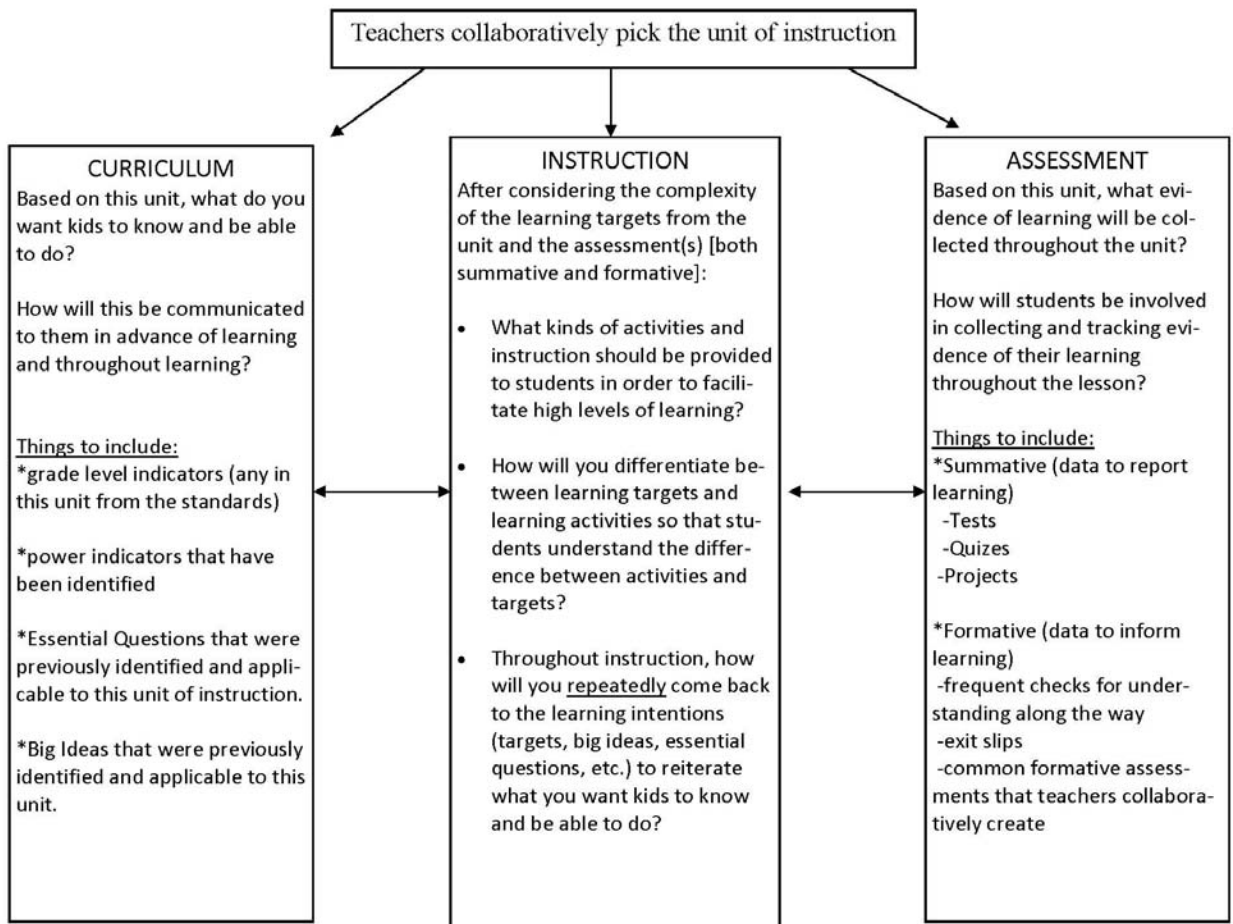 Teachers collaboratively pick the unit of instruction
CURRICULUM
Based on this unit, what do you
want kids to know and be able
to do?
How will this be communicated
to them in advance of learning
and throughout learning?
Things to include:
*grade level indicators (any in
this unit from the standards)
*power indicators that have
been identified
*Essential Questions that were
previously identified and appli-
cable to this unit of instruction.
*Big Ideas that were previously
identified and applicable to this
unit.
INSTRUCTION
After considering the complexity
of the learning targets from the
unit and the assessment(s) [both
summative and formative]:
• What kinds of activities and
instruction should be provided
to students in order to facili-
tate high levels of learning?
• How will you differentiate be-
tween learning targets and
learning activities so that stu-
dents understand the differ-
ence between activities and
targets?
• Throughout instruction, how
will you repeatedly come back
to the learning intentions
(targets, big ideas, essential
questions, etc.) to reiterate
what you want kids to know
and be able to do?
ASSESSMENT
Based on this unit, what evi-
dence of learning will be col-
lected throughout the unit?
How will students be involved
in collecting and tracking evi-
dence of their learning
throughout the lesson?
Things to include:
*Summative (data to report
learning)
-Tests
-Quizes
-Projects
*Formative (data to inform
learning)
-frequent checks for under-
standing along the way
-exit slips
-common formative assess-
ments that teachers collabora-
tively create